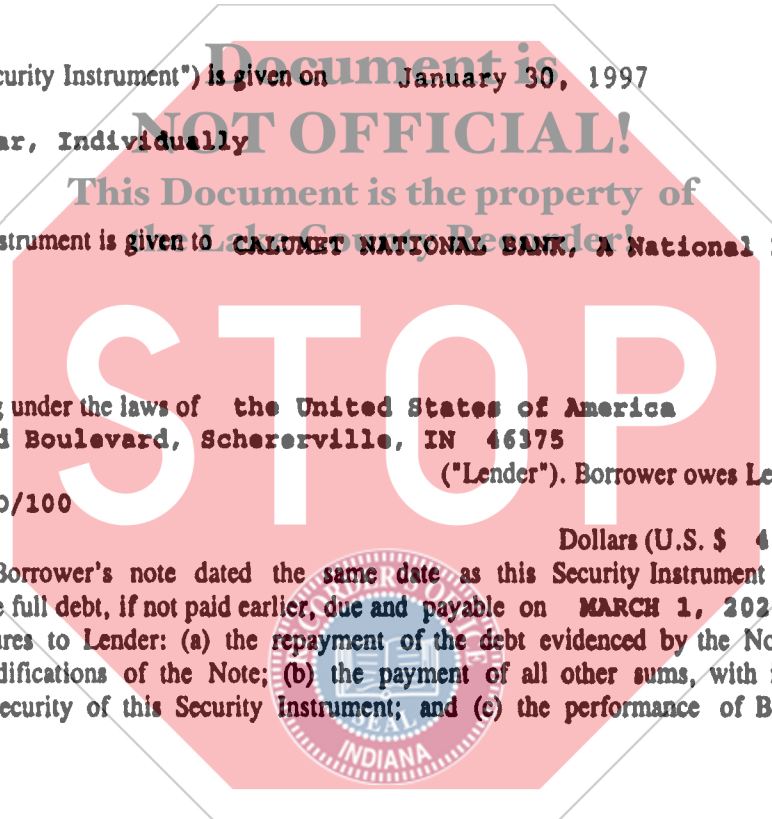 Document is
curity Instrument") is given on January 30, 1997
NOT OFFICIAL!
ar, Individually
This Document is the property of
the Lake County Recorder!
strument is given to CALUMET NATIONAL BANK, A National
STOP
g under the laws of the United States of America
d Boulevard, Schererville, IN 46375
("Lender"). Borrower owes Le
0/100
Dollars (U.S. $ 4
Borrower's note dated the same date as this Security Instrument
e full debt, if not paid earlier, due and payable on MARCH 1, 202
ures to Lender: (a) the repayment of the debt evidenced by the No
difications of the Note; (b) the payment of all other sums, with
ecurity of this Security Instrument; and (c) the performance of B
RECORDER'S OFFICE
SEAL
INDIANA